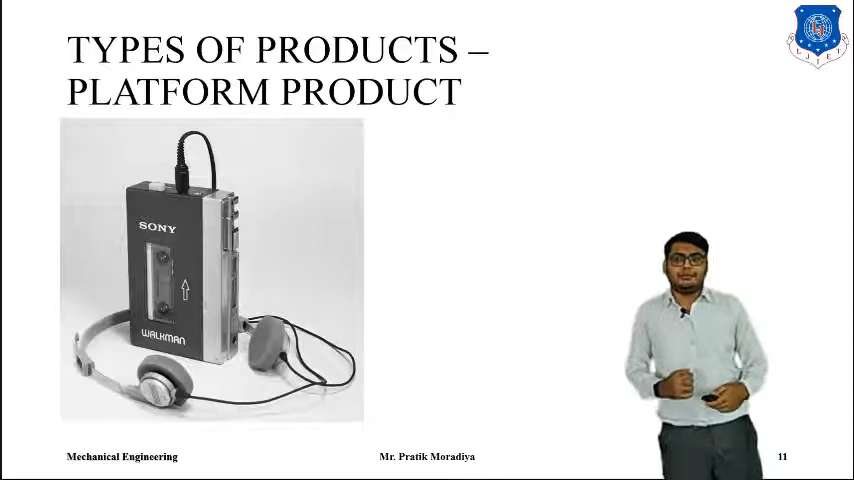 TYPES OF PRODUCTS –
PLATFORM PRODUCT
SONY
WALKMAN
Mechanical Engineering
Mr. Pratik Moradiya
11